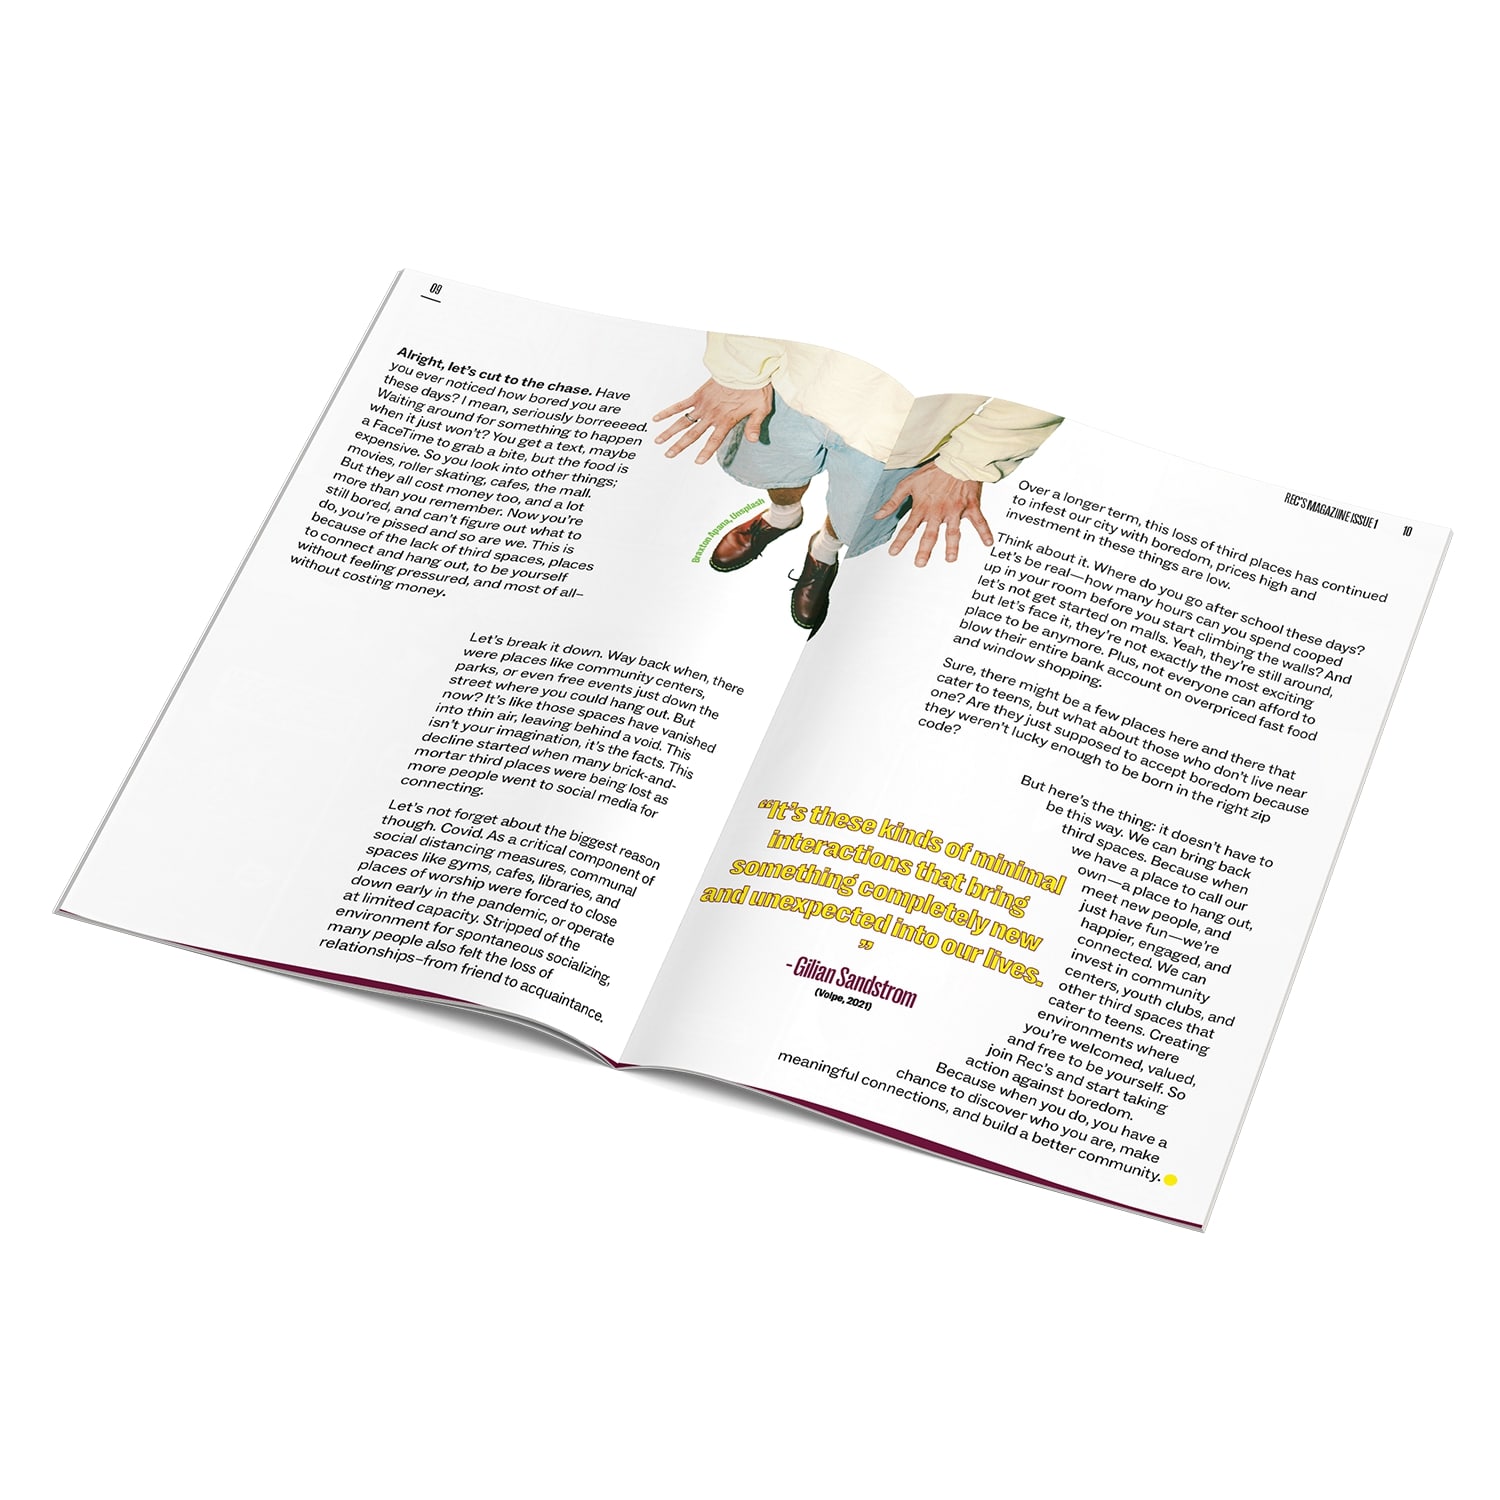 09
Alright, let's cut to the chase. Have
you ever noticed how bored you are
these days? I mean, seriously borreeeed.
Waiting around for something to happen
when it just won't? You get a text, maybe
a FaceTime to grab a bite, but the food is
expensive. So you look into other things;
movies, roller skating, cafes, the mall.
But they all cost money too, and a lot
more than you remember. Now you're
still bored, and can't figure out what to
do, you're pissed and so are we. This is
because of the lack of third spaces, places
to connect and hang out, to be yourself
without feeling pressured, and most of all–
without costing money.
Let's break it down. Way back when, there
were places like community centers,
parks, or even free events just down the
street where you could hang out. But
now? It's like those spaces have vanished
into thin air, leaving behind a void. This
isn't your imagination, it's the facts. This
decline started when many brick-and-
mortar third places were being lost as
more people went to social media for
connecting.
Let's not forget about the biggest reason
though. Covid. As a critical component of
social distancing measures, communal
spaces like gyms, cafes, libraries, and
places of worship were forced to close
down early in the pandemic, or operate
at limited capacity. Stripped of the
environment for spontaneous socializing,
many people also felt the loss of
relationships–from friend to acquaintance.
Braxton Apana, Unsplash
REC'S MAGAZIINE ISSUE 1
10
Over a longer term, this loss of third places has continued
to infest our city with boredom, prices high and
investment in these things are low.
Think about it. Where do you go after school these days?
Let's be real—how many hours can you spend cooped
up in your room before you start climbing the walls? And
let's not get started on malls. Yeah, they're still around,
but let's face it, they're not exactly the most exciting
place to be anymore. Plus, not everyone can afford to
blow their entire bank account on overpriced fast food
and window shopping.
Sure, there might be a few places here and there that
cater to teens, but what about those who don't live near
one? Are they just supposed to accept boredom because
they weren't lucky enough to be born in the right zip
code?
“It's these kinds of minimal
interactions that bring
something completely new
and unexpected into our lives.
”
- Gilian Sandstrom
(Volpe, 2021)
But here's the thing: it doesn't have to
be this way. We can bring back
third spaces. Because when
we have a place to call our
own—a place to hang out,
meet new people, and
just have fun—we're
happier, engaged, and
connected. We can
invest in community
centers, youth clubs, and
other third spaces that
cater to teens. Creating
environments where
you're welcomed, valued,
and free to be yourself. So
join Rec's and start taking
action against boredom.
Because when you do, you have a
chance to discover who you are, make
meaningful connections, and build a better community.